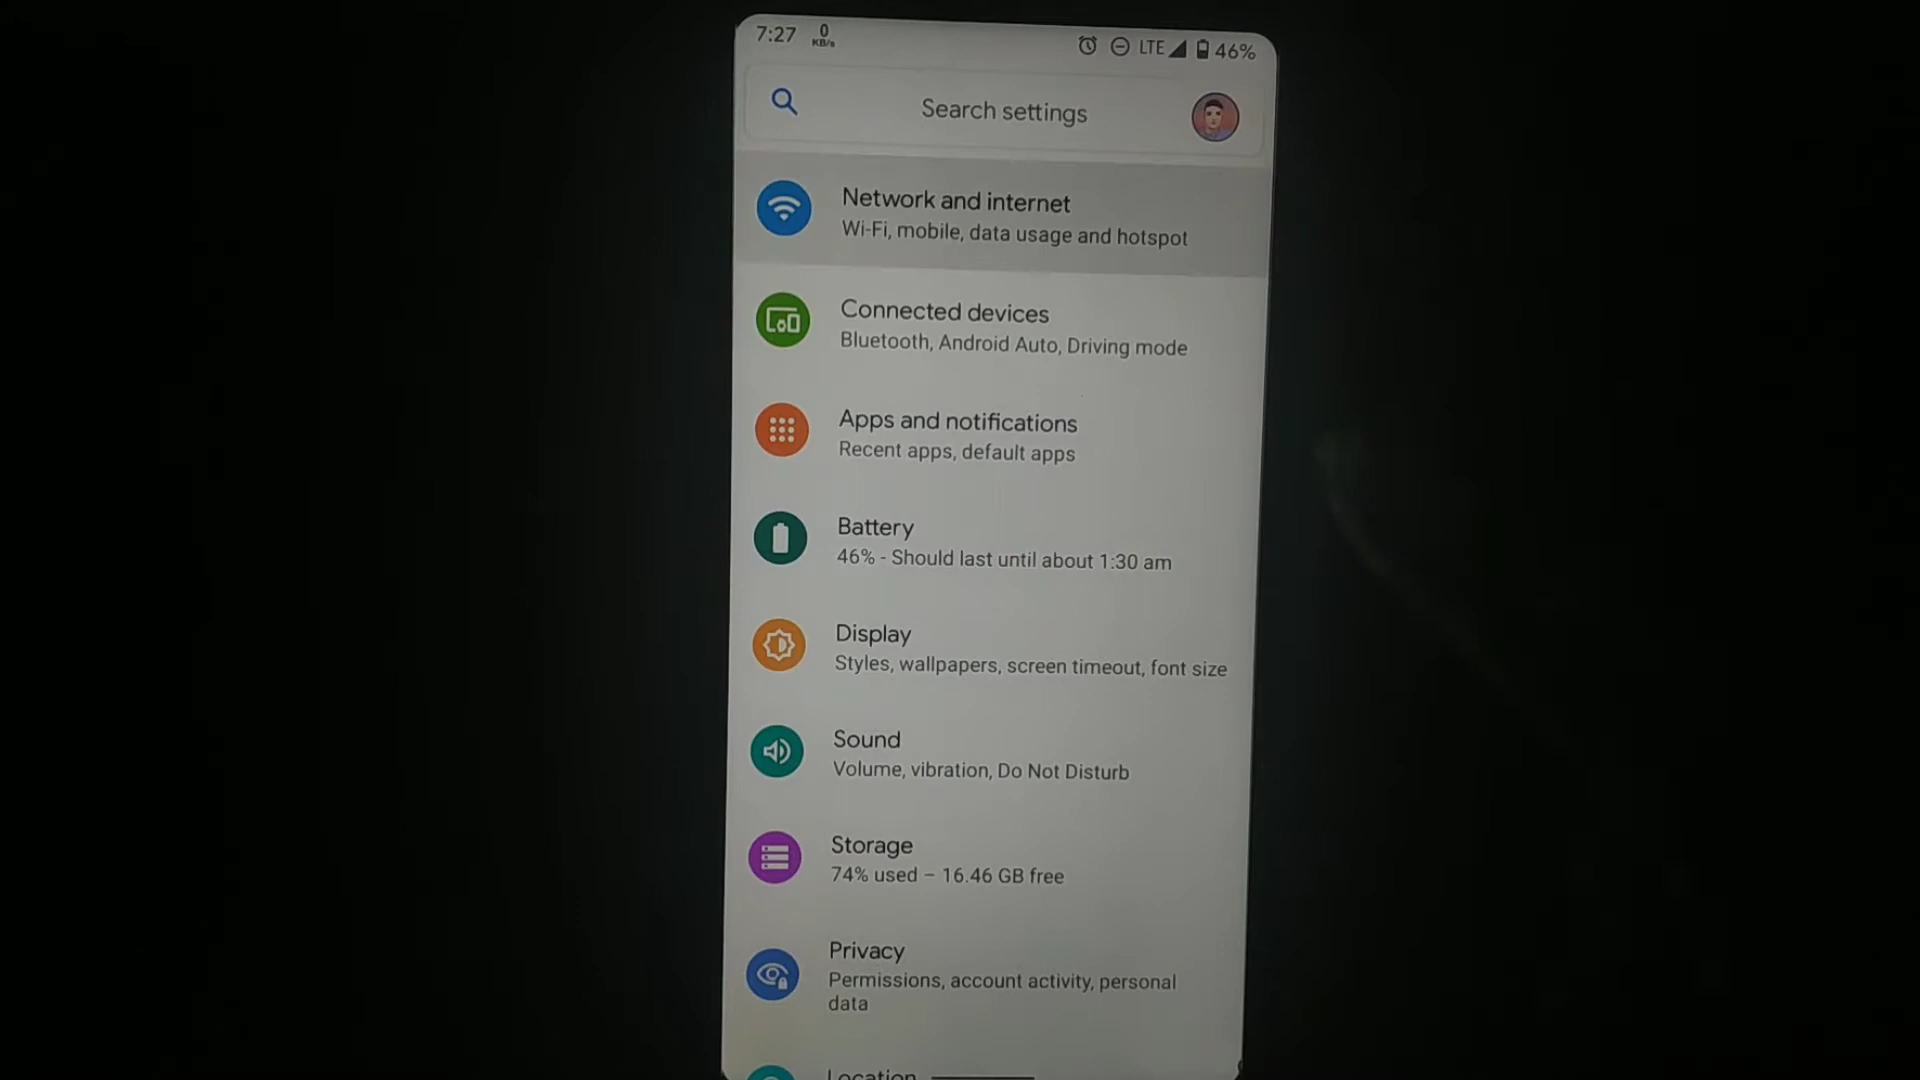 7:27 0 KB/s LTE 46%
Search settings
Network and internet
Wi-Fi, mobile, data usage and hotspot
Connected devices
Bluetooth, Android Auto, Driving mode
Apps and notifications
Recent apps, default apps
Battery
46% - Should last until about 1:30 am
Display
Styles, wallpapers, screen timeout, font size
Sound
Volume, vibration, Do Not Disturb
Storage
74% used – 16.46 GB free
Privacy
Permissions, account activity, personal
data
Location